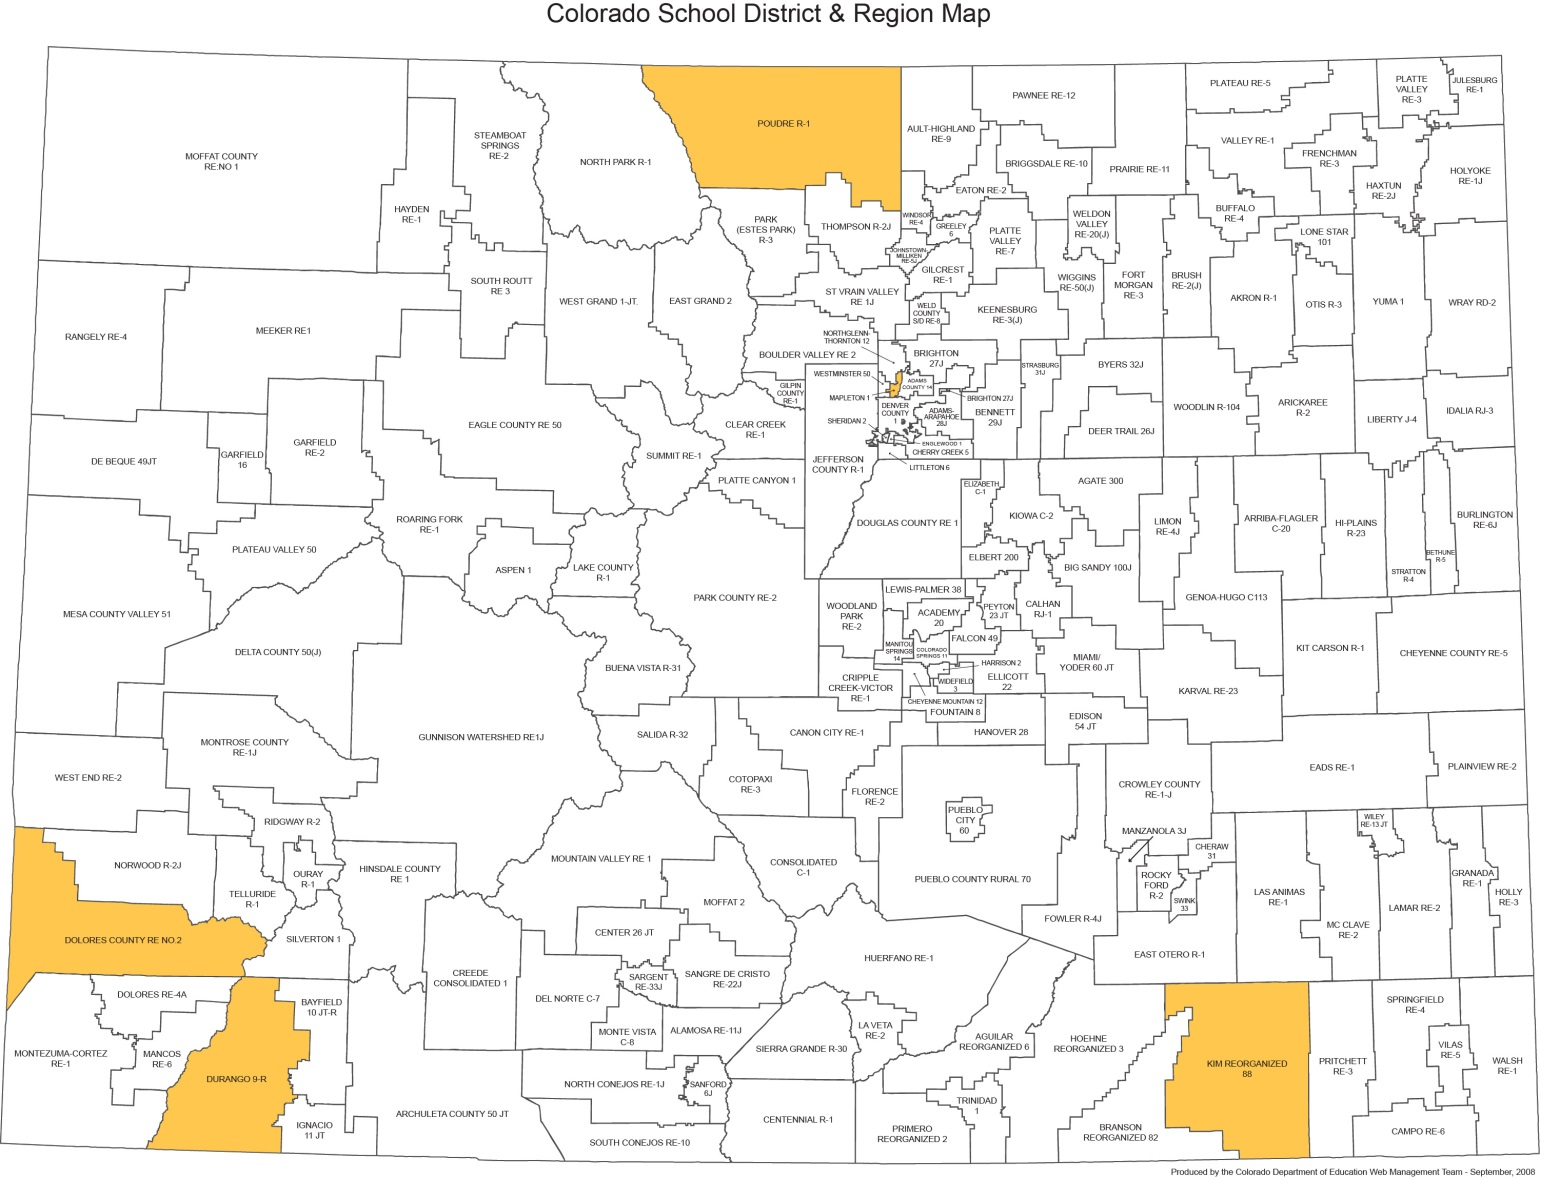 Colorado School District & Region Map
MOFFAT COUNTY
RE:NO 1
HAYDEN
RE-1
STEAMBOAT
SPRINGS
RE-2
NORTH PARK R-1
POUDRE R-1
AULT-HIGHLAND
RE-9
PAWNEE RE-12
BRIGGSDALE RE-10
PRAIRIE RE-11
PLATEAU RE-5
PLATTE
VALLEY
RE-3
JULESBURG
RE-1
VALLEY RE-1
FRENCHMAN
RE-3
HAXTUN
RE-2J
HOLYOKE
RE-1J
EATON RE-2
BUFFALO
RE-4
LONE STAR
101
PARK
(ESTES PARK)
R-3
THOMPSON R-2J
WINDSOR
RE-4
GREELEY
6
PLATTE
VALLEY
RE-7
WELDON
VALLEY
RE-20(J)
JOHNSTOWN-
MILLIKEN
RE-5J
GILCREST
RE-1
WIGGINS
RE-50(J)
FORT
MORGAN
RE-3
BRUSH
RE-2(J)
AKRON R-1
OTIS R-3
YUMA 1
WRAY RD-2
SOUTH ROUTT
RE 3
WEST GRAND 1-JT.
EAST GRAND 2
ST VRAIN VALLEY
RE 1J
WELD
COUNTY
S/D RE-8
KEENESBURG
RE-3(J)
RANGELY RE-4
MEEKER RE1
NORTHGLENN-
THORNTON 12
BOULDER VALLEY RE 2
BRIGHTON
27J
STRASBURG
31J
BYERS 32J
WESTMINSTER 50
ADAMS
COUNTY 14
GILPIN
COUNTY
RE-1
MAPLETON 1
BRIGHTON 27J
DENVER
COUNTY
1
ADAMS-
ARAPAHOE
28J
BENNETT
29J
WOODLIN R-104
ARICKAREE
R-2
LIBERTY J-4
IDALIA RJ-3
DEER TRAIL 26J
CLEAR CREEK
RE-1
SHERIDAN 2
ENGLEWOOD 1
CHERRY CREEK 5
LITTLETON 6
JEFFERSON
COUNTY R-1
EAGLE COUNTY RE 50
SUMMIT RE-1
PLATTE CANYON 1
DE BEQUE 49JT
GARFIELD
16
GARFIELD
RE-2
ELIZABETH
C-1
AGATE 300
KIOWA C-2
DOUGLAS COUNTY RE 1
LIMON
RE-4J
ARRIBA-FLAGLER
C-20
HI-PLAINS
R-23
BURLINGTON
RE-6J
BETHUNE
R-5
STRATTON
R-4
ROARING FORK
RE-1
PLATEAU VALLEY 50
ASPEN 1
LAKE COUNTY
R-1
ELBERT 200
BIG SANDY 100J
PARK COUNTY RE-2
LEWIS-PALMER 38
GENOA-HUGO C113
MESA COUNTY VALLEY 51
WOODLAND
PARK
RE-2
ACADEMY
20
PEYTON
23 JT
CALHAN
RJ-1
FALCON 49
DELTA COUNTY 50(J)
MANITOU
SPRINGS
14
COLORADO
SPRINGS 11
KIT CARSON R-1
CHEYENNE COUNTY RE-5
BUENA VISTA R-31
HARRISON 2
MIAMI/
YODER 60 JT
CRIPPLE
CREEK-VICTOR
RE-1
WIDEFIELD
3
ELLICOTT
22
KARVAL RE-23
CHEYENNE MOUNTAIN 12
FOUNTAIN 8
EDISON
54 JT
HANOVER 28
MONTROSE COUNTY
RE-1J
GUNNISON WATERSHED RE1J
SALIDA R-32
CANON CITY RE-1
WEST END RE-2
COTOPAXI
RE-3
FLORENCE
RE-2
EADS RE-1
PLAINVIEW RE-2
CROWLEY COUNTY
RE-1-J
PUEBLO
CITY
60
RIDGWAY R-2
WILEY
RE-13 JT
MANZANOLA 3J
CHERAW
31
NORWOOD R-2J
OURAY
R-1
HINSDALE COUNTY
RE 1
MOUNTAIN VALLEY RE 1
CONSOLIDATED
C-1
PUEBLO COUNTY RURAL 70
ROCKY
FORD
R-2
SWINK
33
LAS ANIMAS
RE-1
GRANADA
RE-1
HOLLY
RE-3
TELLURIDE
R-1
MOFFAT 2
LAMAR RE-2
FOWLER R-4J
MC CLAVE
RE-2
DOLORES COUNTY RE NO.2
SILVERTON 1
CENTER 26 JT
EAST OTERO R-1
HUERFANO RE-1
CREEDE
CONSOLIDATED 1
SARGENT
RE-33J
SANGRE DE CRISTO
RE-22J
DOLORES RE-4A
BAYFIELD
10 JT-R
DEL NORTE C-7
SPRINGFIELD
RE-4
MONTE VISTA
C-8
ALAMOSA RE-11J
LA VETA
RE-2
AGUILAR
REORGANIZED 6
HOEHNE
REORGANIZED 3
MONTEZUMA-CORTEZ
RE-1
MANCOS
RE-6
SIERRA GRANDE R-30
KIM REORGANIZED
88
PRITCHETT
RE-3
VILAS
RE-5
WALSH
RE-1
DURANGO 9-R
NORTH CONEJOS RE-1J
SANFORD
6J
TRINIDAD
1
ARCHULETA COUNTY 50 JT
IGNACIO
11 JT
CENTENNIAL R-1
PRIMERO
REORGANIZED 2
BRANSON
REORGANIZED 82
CAMPO RE-6
SOUTH CONEJOS RE-10
Produced by the Colorado Department of Education Web Management Team - September, 2008